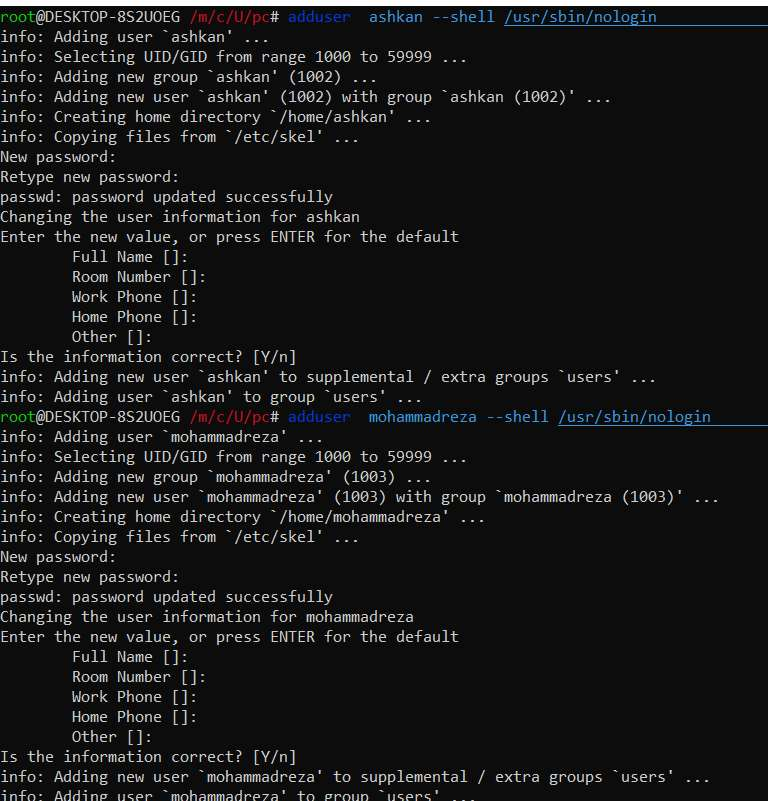 root@DESKTOP-8S2UOEG /m/c/U/pc# adduser  ashkan --shell /usr/sbin/nologin
info: Adding user `ashkan' ...
info: Selecting UID/GID from range 1000 to 59999 ...
info: Adding new group `ashkan' (1002) ...
info: Adding new user `ashkan' (1002) with group `ashkan (1002)' ...
info: Creating home directory `/home/ashkan' ...
info: Copying files from `/etc/skel' ...
New password:
Retype new password:
passwd: password updated successfully
Changing the user information for ashkan
Enter the new value, or press ENTER for the default
        Full Name []:
        Room Number []:
        Work Phone []:
        Home Phone []:
        Other []:
Is the information correct? [Y/n]
info: Adding new user `ashkan' to supplemental / extra groups `users' ...
info: Adding user `ashkan' to group `users' ...
root@DESKTOP-8S2UOEG /m/c/U/pc# adduser  mohammadreza --shell /usr/sbin/nologin
info: Adding user `mohammadreza' ...
info: Selecting UID/GID from range 1000 to 59999 ...
info: Adding new group `mohammadreza' (1003) ...
info: Adding new user `mohammadreza' (1003) with group `mohammadreza (1003)' ...
info: Creating home directory `/home/mohammadreza' ...
info: Copying files from `/etc/skel' ...
New password:
Retype new password:
passwd: password updated successfully
Changing the user information for mohammadreza
Enter the new value, or press ENTER for the default
        Full Name []:
        Room Number []:
        Work Phone []:
        Home Phone []:
        Other []:
Is the information correct? [Y/n]
info: Adding new user `mohammadreza' to supplemental / extra groups `users' ...
info: Adding user `mohammadreza' to group `users' ...